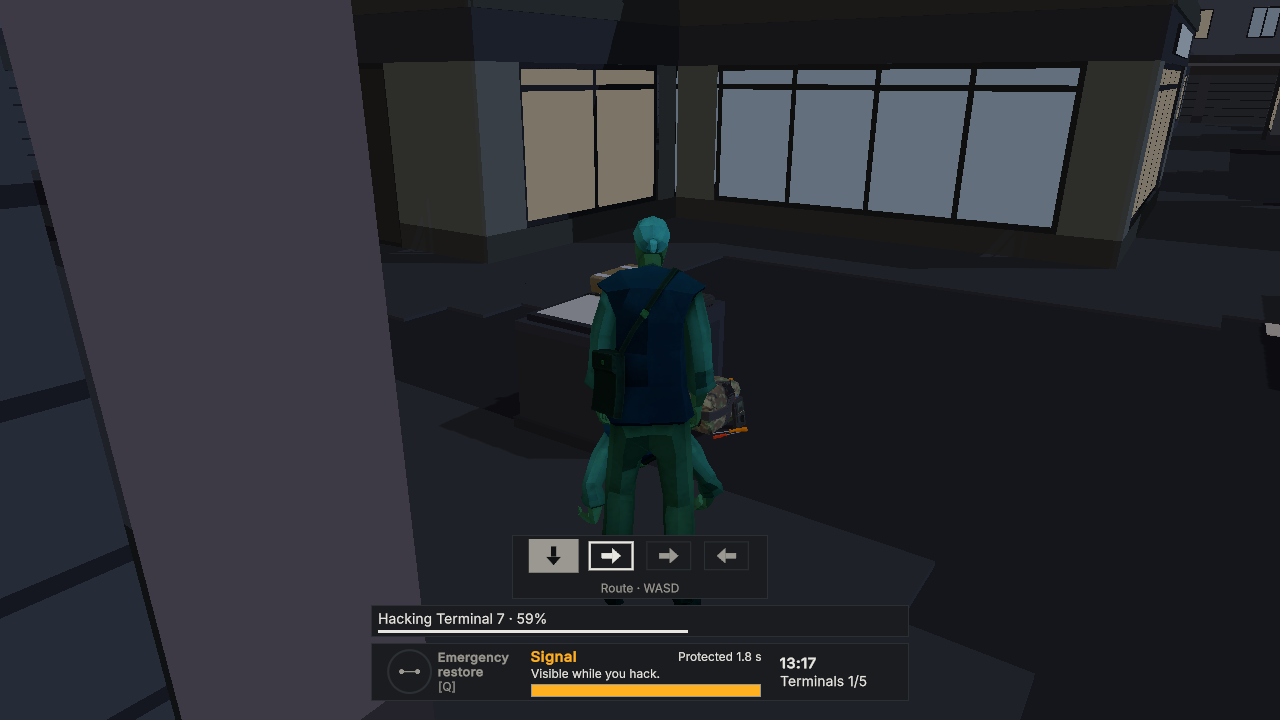 Route · WASD
Hacking Terminal 7 · 59%
Emergency
restore
[Q]
Signal
Protected 1.8 s
Visible while you hack.
13:17
Terminals 1/5